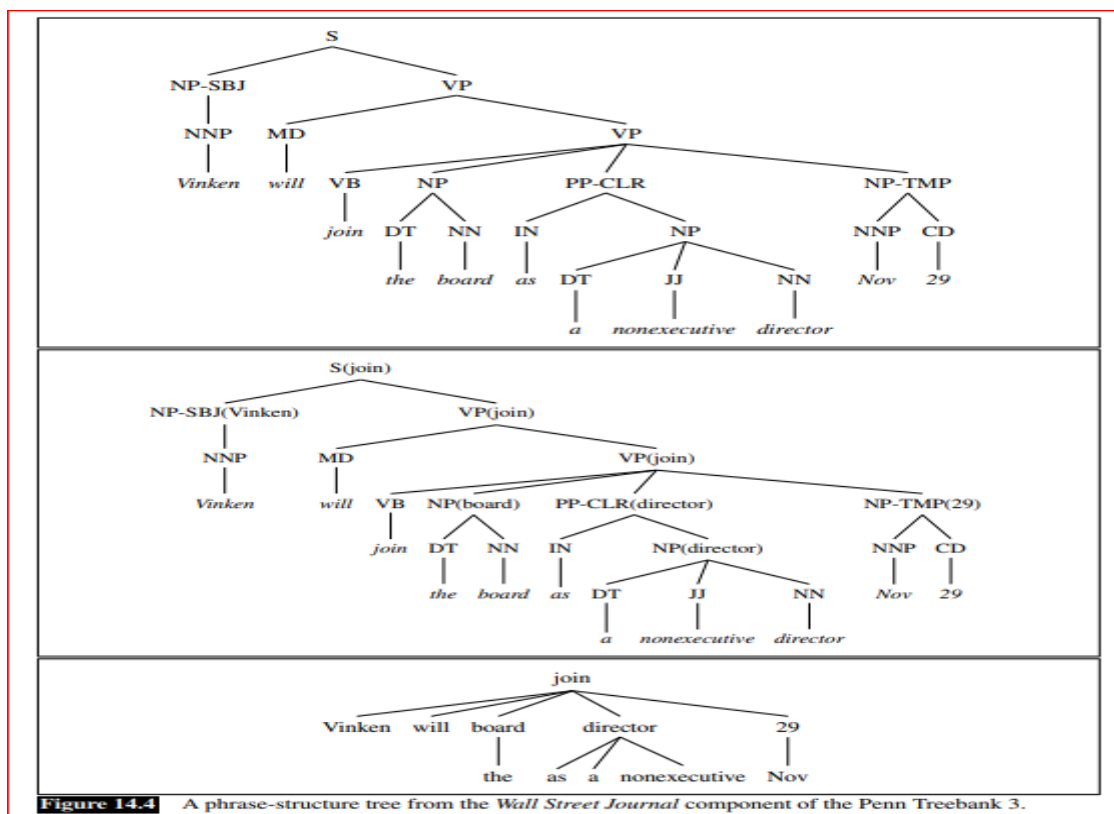 S
NP-SBJ VP
NNP MD VP
Vinken will VB NP PP-CLR NP-TMP
join DT NN IN NP NNP CD
the board as DT JJ NN Nov 29
a nonexecutive director
S(join)
NP-SBJ(Vinken) VP(join)
NNP MD VP(join)
Vinken will VB NP(board) PP-CLR(director) NP-TMP(29)
join DT NN IN NP(director) NNP CD
the board as DT JJ NN Nov 29
a nonexecutive director
join
Vinken will board director 29
the as a nonexecutive Nov
Figure 14.4 A phrase-structure tree from the Wall Street Journal component of the Penn Treebank 3.